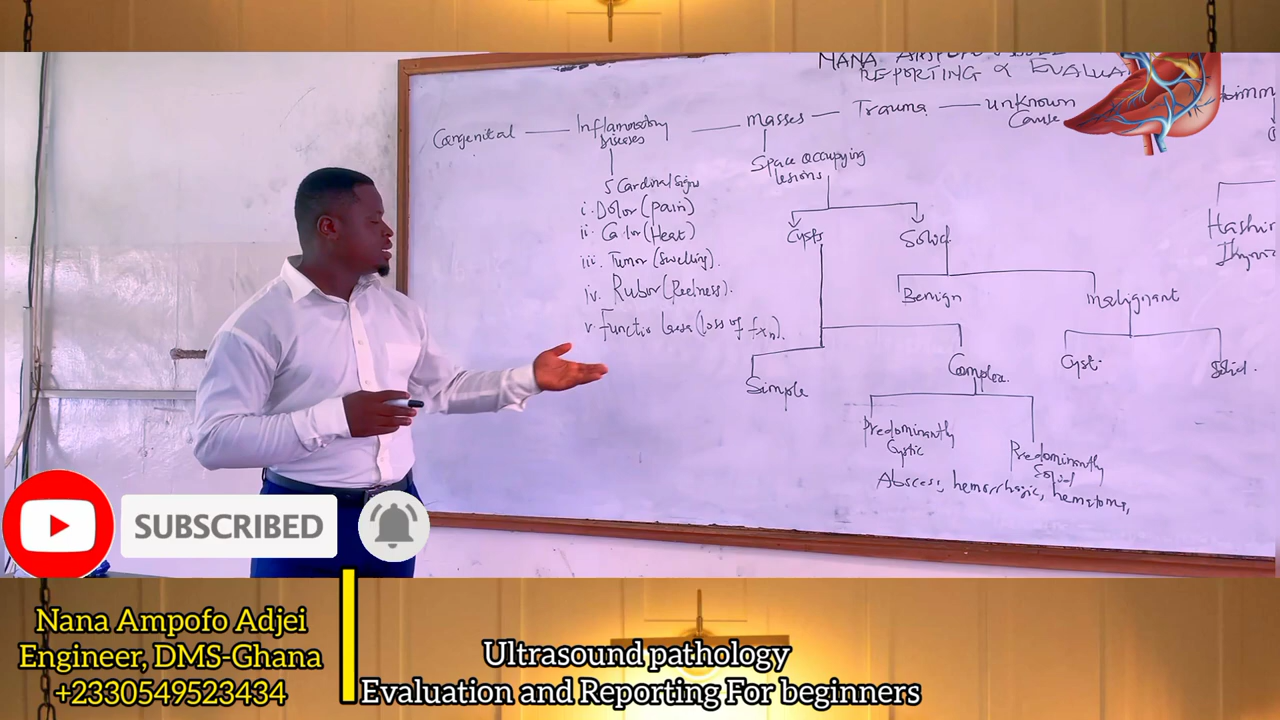 REPORTING & EVALUA
Congenital
Inflammatory
Diseases
masses
Trauma
unknown
Cause
5 Cardinal Signs
i. Dolor (pain)
ii. Calor (Heat)
iii. Tumor (swelling).
iv. Rubor (Redness).
v. Functio laesa (loss of fxn).
Space occupying
lesions
Cysts
Solid
Benign
malignant
Cyst.
Solid.
Simple
Complex.
Predominantly
Cystic
Predominantly
Solid
Abscess, hemorrhagic, hematoma,
SUBSCRIBED
Nana Ampofo Adjei
Engineer, DMS-Ghana
+2330549523434
Ultrasound pathology
Evaluation and Reporting For beginners